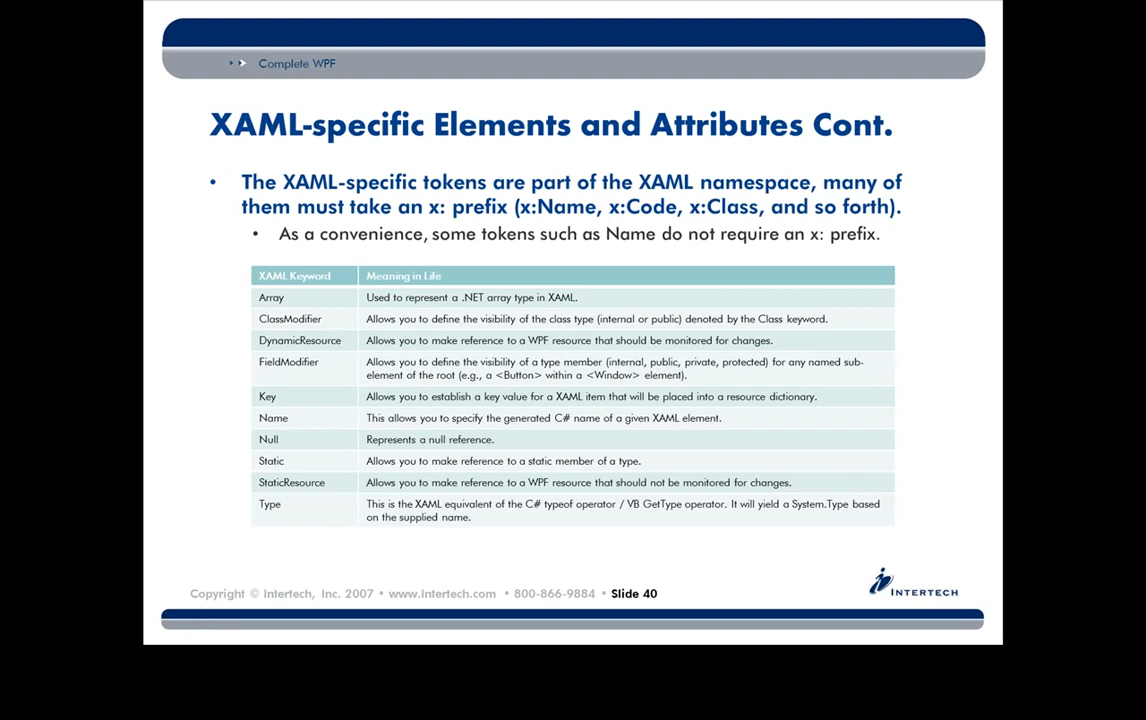 Complete WPF
XAML-specific Elements and Attributes Cont.
• The XAML-specific tokens are part of the XAML namespace, many of
them must take an x: prefix (x:Name, x:Code, x:Class, and so forth).
• As a convenience, some tokens such as Name do not require an x: prefix.
XAML Keyword Meaning in Life
Array Used to represent a .NET array type in XAML.
ClassModifier Allows you to define the visibility of the class type (internal or public) denoted by the Class keyword.
DynamicResource Allows you to make reference to a WPF resource that should be monitored for changes.
FieldModifier Allows you to define the visibility of a type member (internal, public, private, protected) for any named sub-
element of the root (e.g., a <Button> within a <Window> element).
Key Allows you to establish a key value for a XAML item that will be placed into a resource dictionary.
Name This allows you to specify the generated C# name of a given XAML element.
Null Represents a null reference.
Static Allows you to make reference to a static member of a type.
StaticResource Allows you to make reference to a WPF resource that should not be monitored for changes.
Type This is the XAML equivalent of the C# typeof operator / VB GetType operator. It will yield a System.Type based
on the supplied name.
Copyright © Intertech, Inc. 2007 • www.Intertech.com • 800-866-9884 • Slide 40
INTERTECH